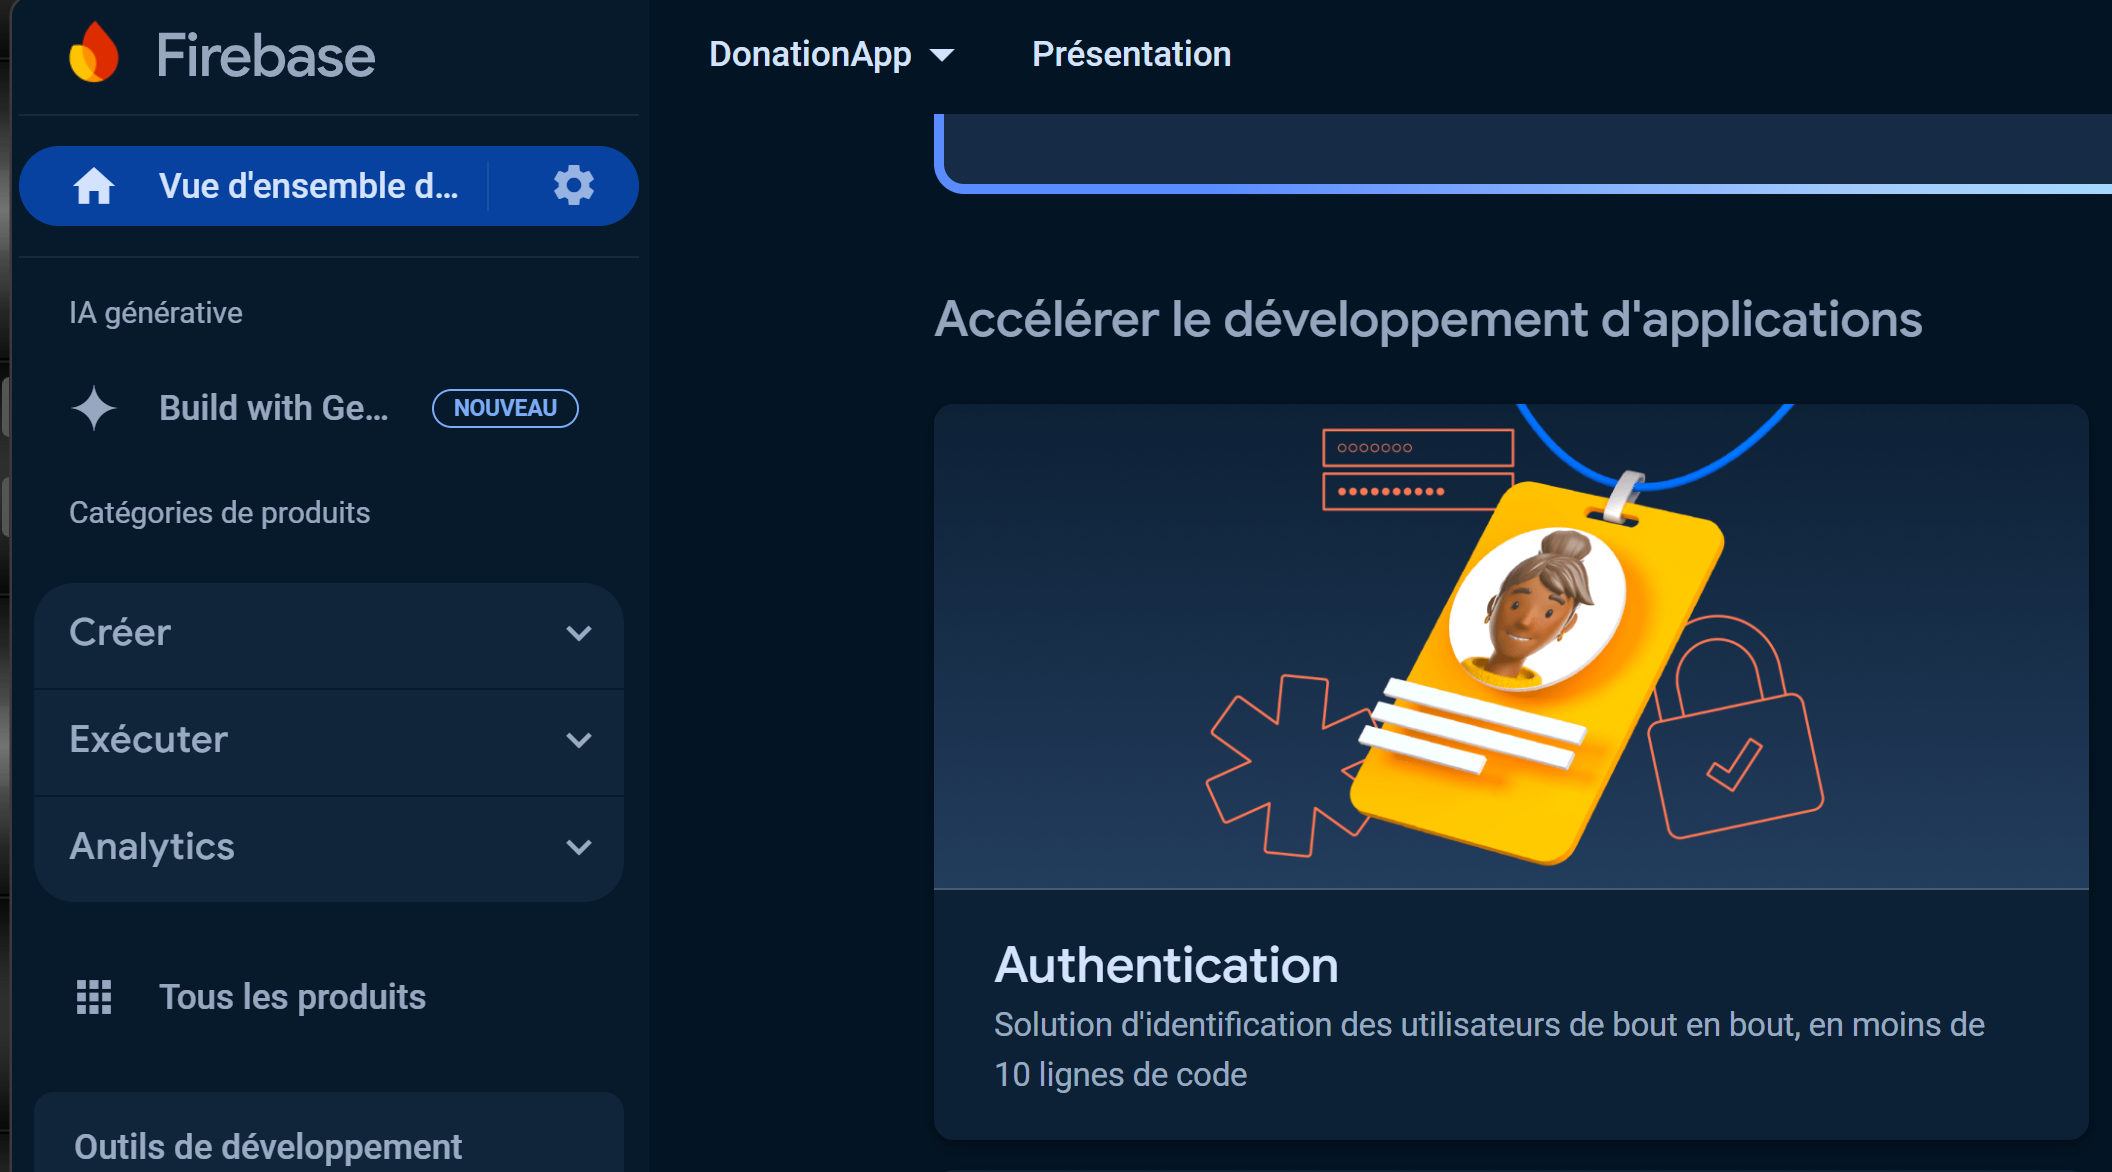 Firebase
DonationApp
Présentation
Vue d'ensemble d...
IA générative
Build with Ge...
NOUVEAU
Catégories de produits
Créer
Exécuter
Analytics
Tous les produits
Outils de développement
Accélérer le développement d'applications
Authentication
Solution d'identification des utilisateurs de bout en bout, en moins de
10 lignes de code